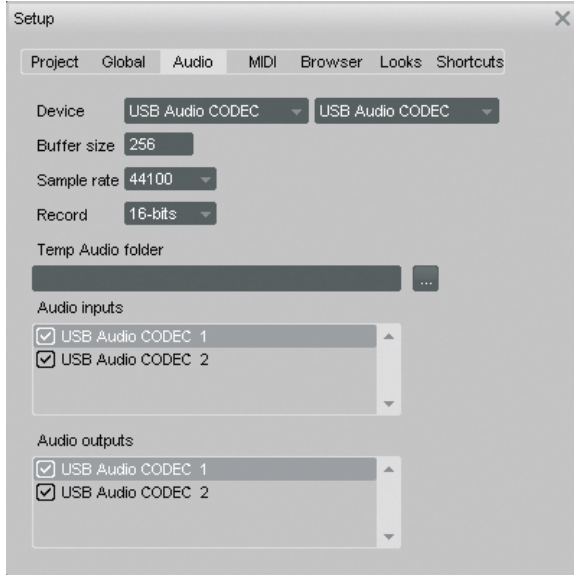 Setup
Project Global Audio MIDI Browser Looks Shortcuts
Device USB Audio CODEC USB Audio CODEC
Buffer size 256
Sample rate 44100
Record 16-bits
Temp Audio folder
...
Audio inputs
USB Audio CODEC 1
USB Audio CODEC 2
Audio outputs
USB Audio CODEC 1
USB Audio CODEC 2